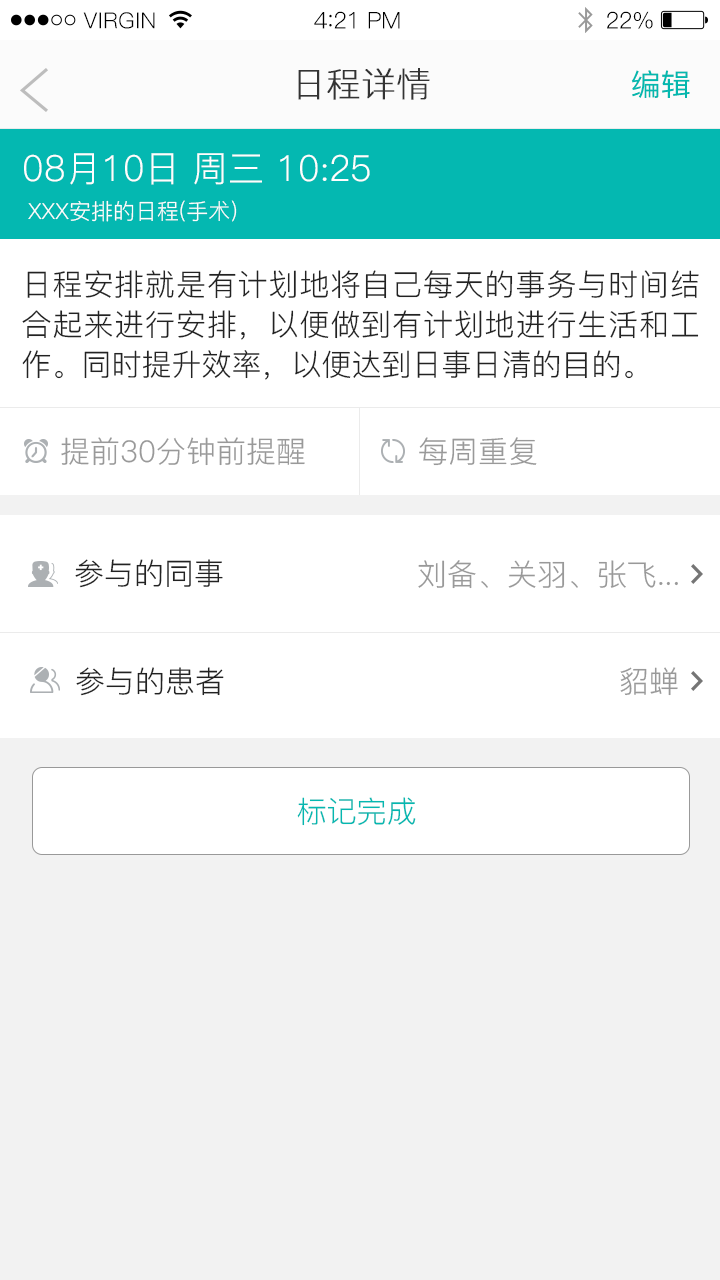 VIRGIN 4:21 PM 22%
日程详情 编辑
08月10日 周三 10:25
XXX安排的日程(手术)
日程安排就是有计划地将自己每天的事务与时间结
合起来进行安排，以便做到有计划地进行生活和工
作。同时提升效率，以便达到日事日清的目的。
提前30分钟前提醒 每周重复
参与的同事 刘备、关羽、张飞...
参与的患者 貂蝉
标记完成